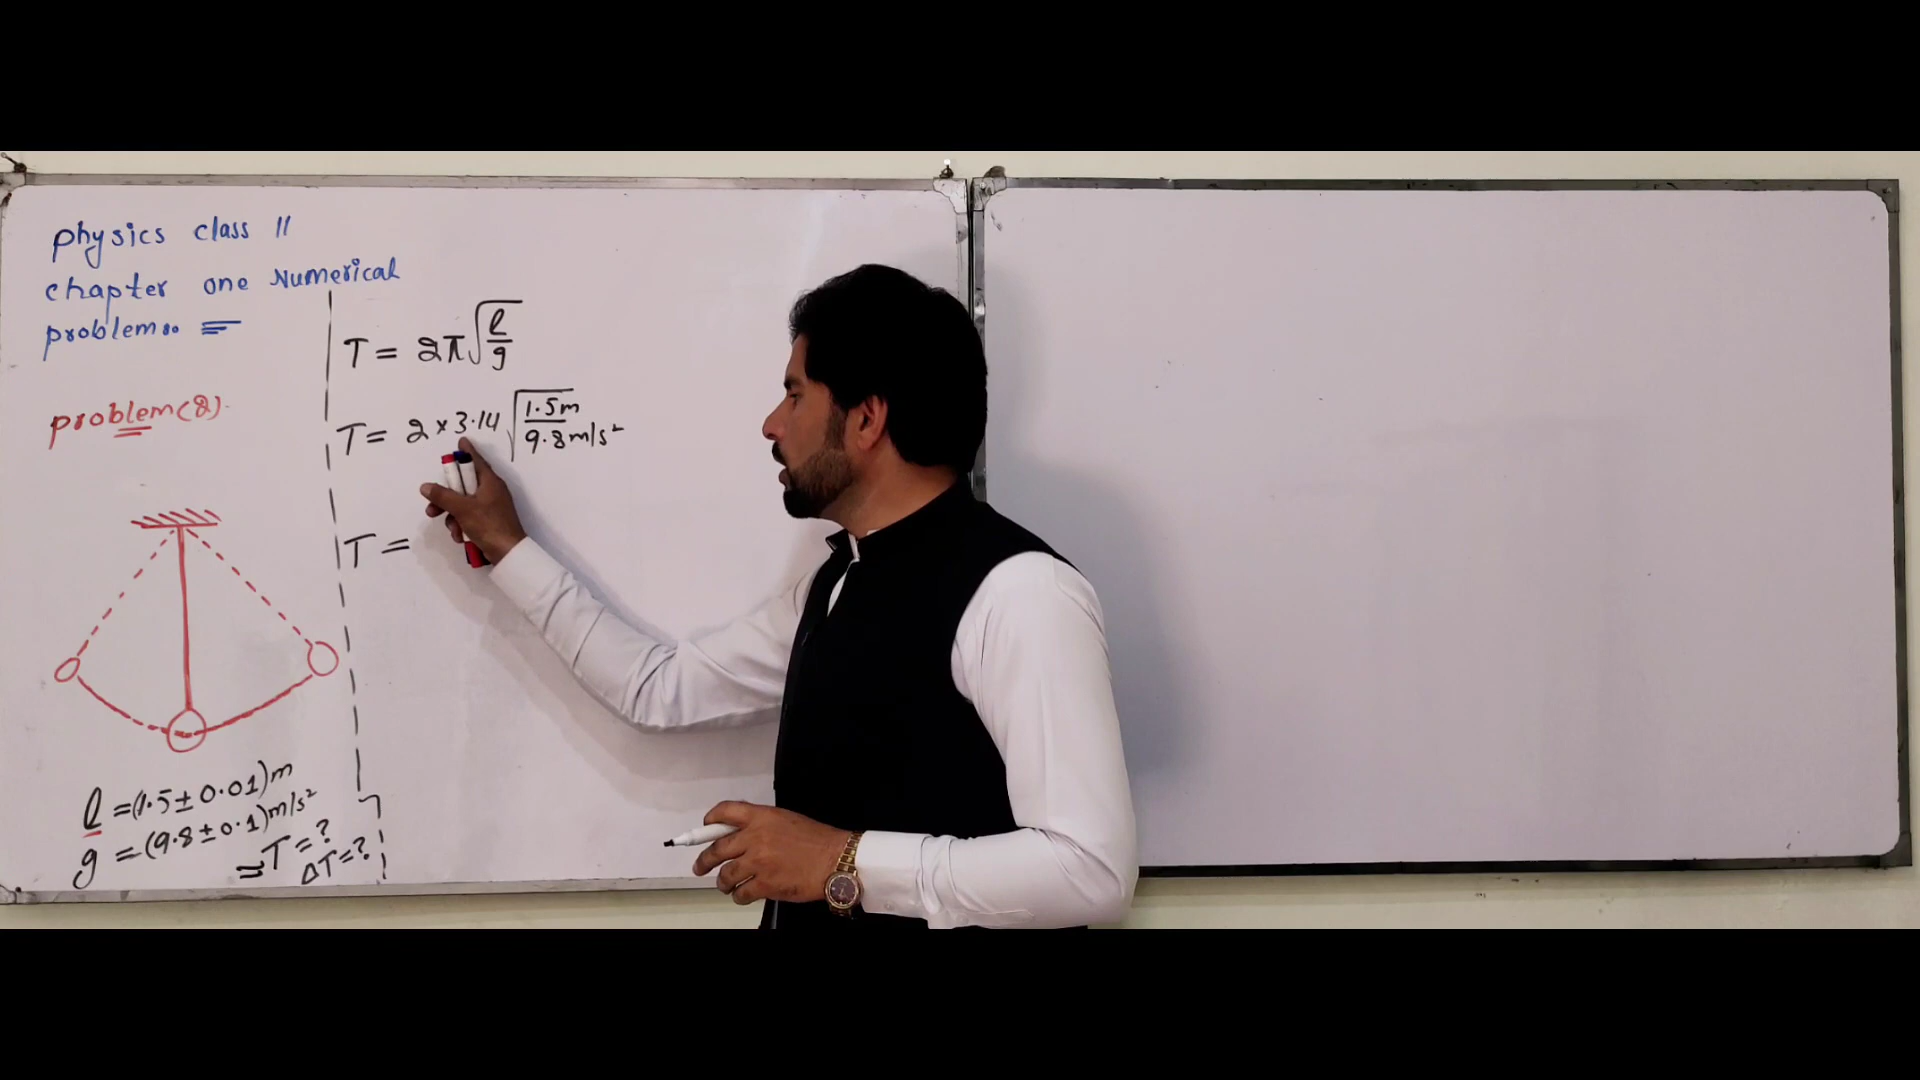 physics class 11
chapter one Numerical
problems
problem(8).
l = (1.5 ± 0.01)m
g = (9.8 ± 0.1)m/s²
T = ?
ΔT = ?
T = 2π√(l/g)
T = 2 × 3.14 √(1.5m/9.8m/s²)
T =